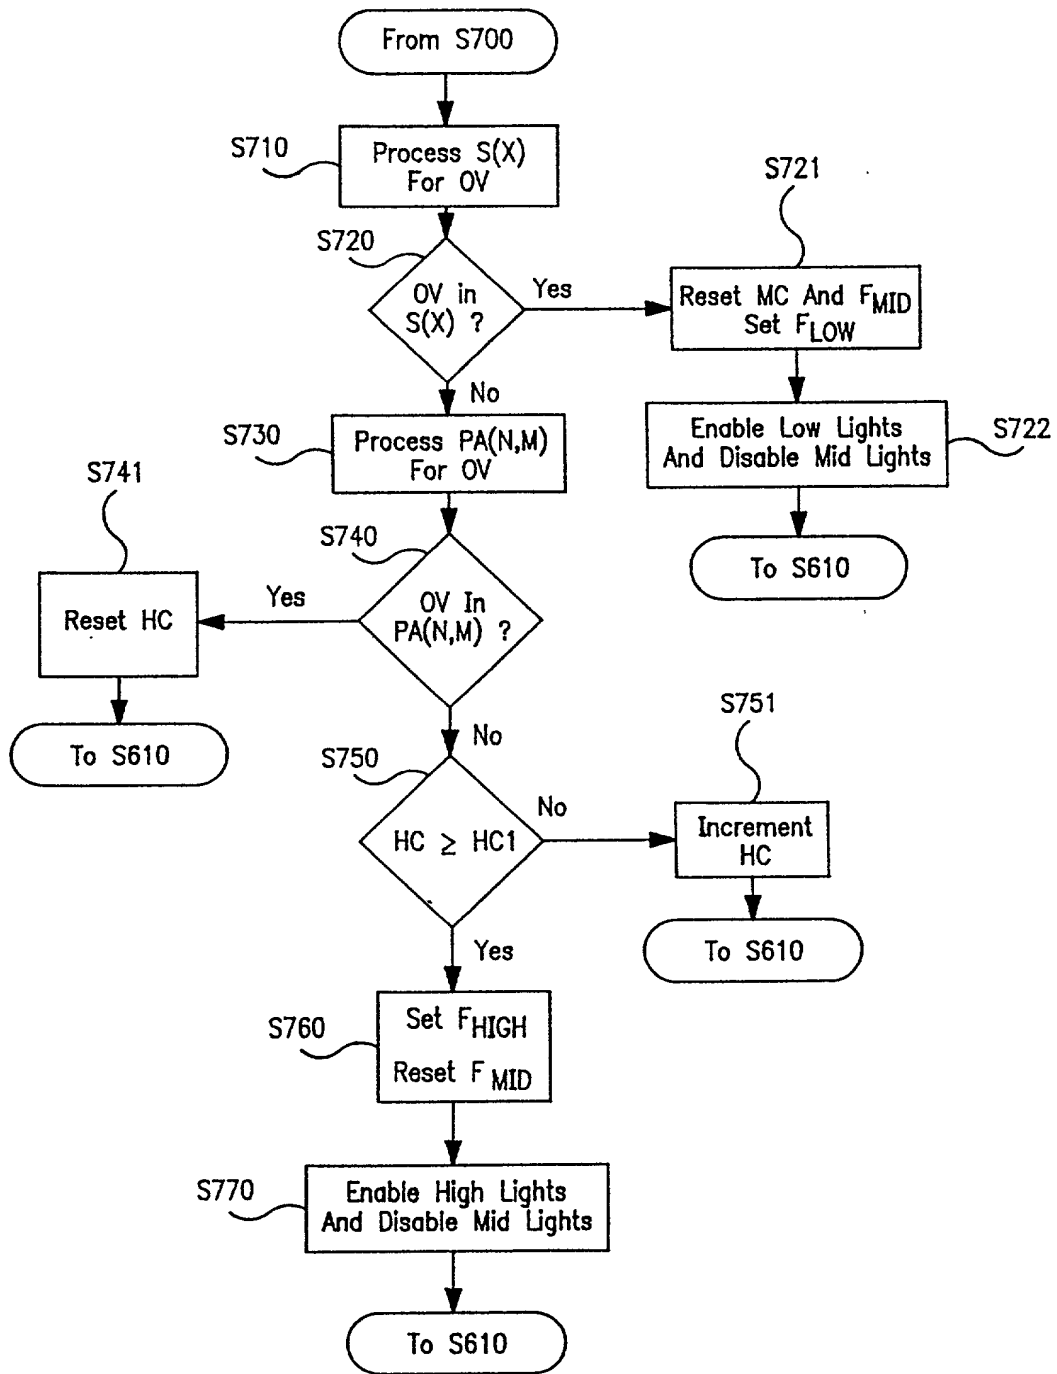 From S700
S710
Process S(X)
For OV
S720
OV in
S(X) ?
Yes
S721
Reset MC And FMID
Set FLOW
Enable Low Lights
And Disable Mid Lights
S722
To S610
No
S730
Process PA(N,M)
For OV
S740
OV In
PA(N,M) ?
Yes
S741
Reset HC
To S610
No
S750
HC ≥ HC1
No
S751
Increment
HC
To S610
Yes
S760
Set FHIGH
Reset F MID
S770
Enable High Lights
And Disable Mid Lights
To S610